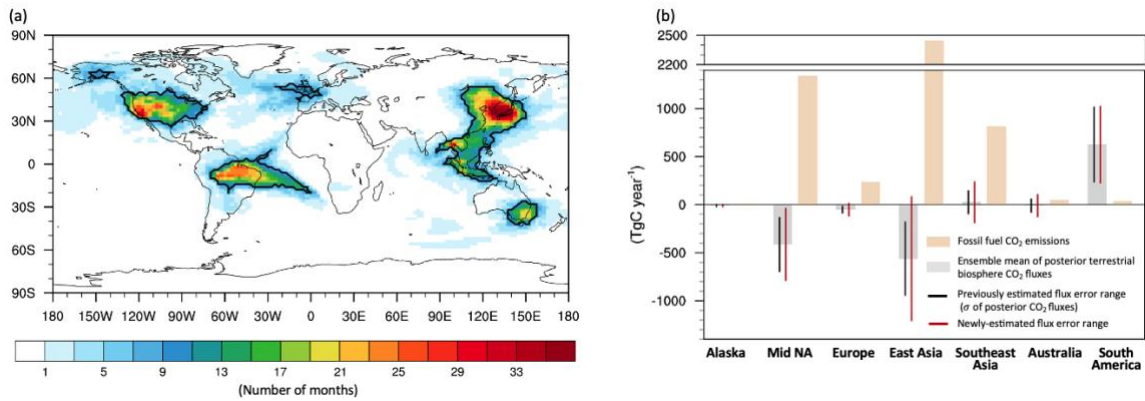 (a)
90N
60N
30N
0
30S
60S
90S
180 150W 120W 90W 60W 30W 0 30E 60E 90E 120E 150E 180
1 5 9 13 17 21 25 29 33
(Number of months)
(b)
2500
2200
1000
500
0
-500
-1000
(TgC year⁻¹)
Fossil fuel CO₂ emissions
Ensemble mean of posterior terrestrial
biosphere CO₂ fluxes
Previously estimated flux error range
(σ of posterior CO₂ fluxes)
Newly-estimated flux error range
Alaska Mid NA Europe East Asia Southeast Australia South
Asia America